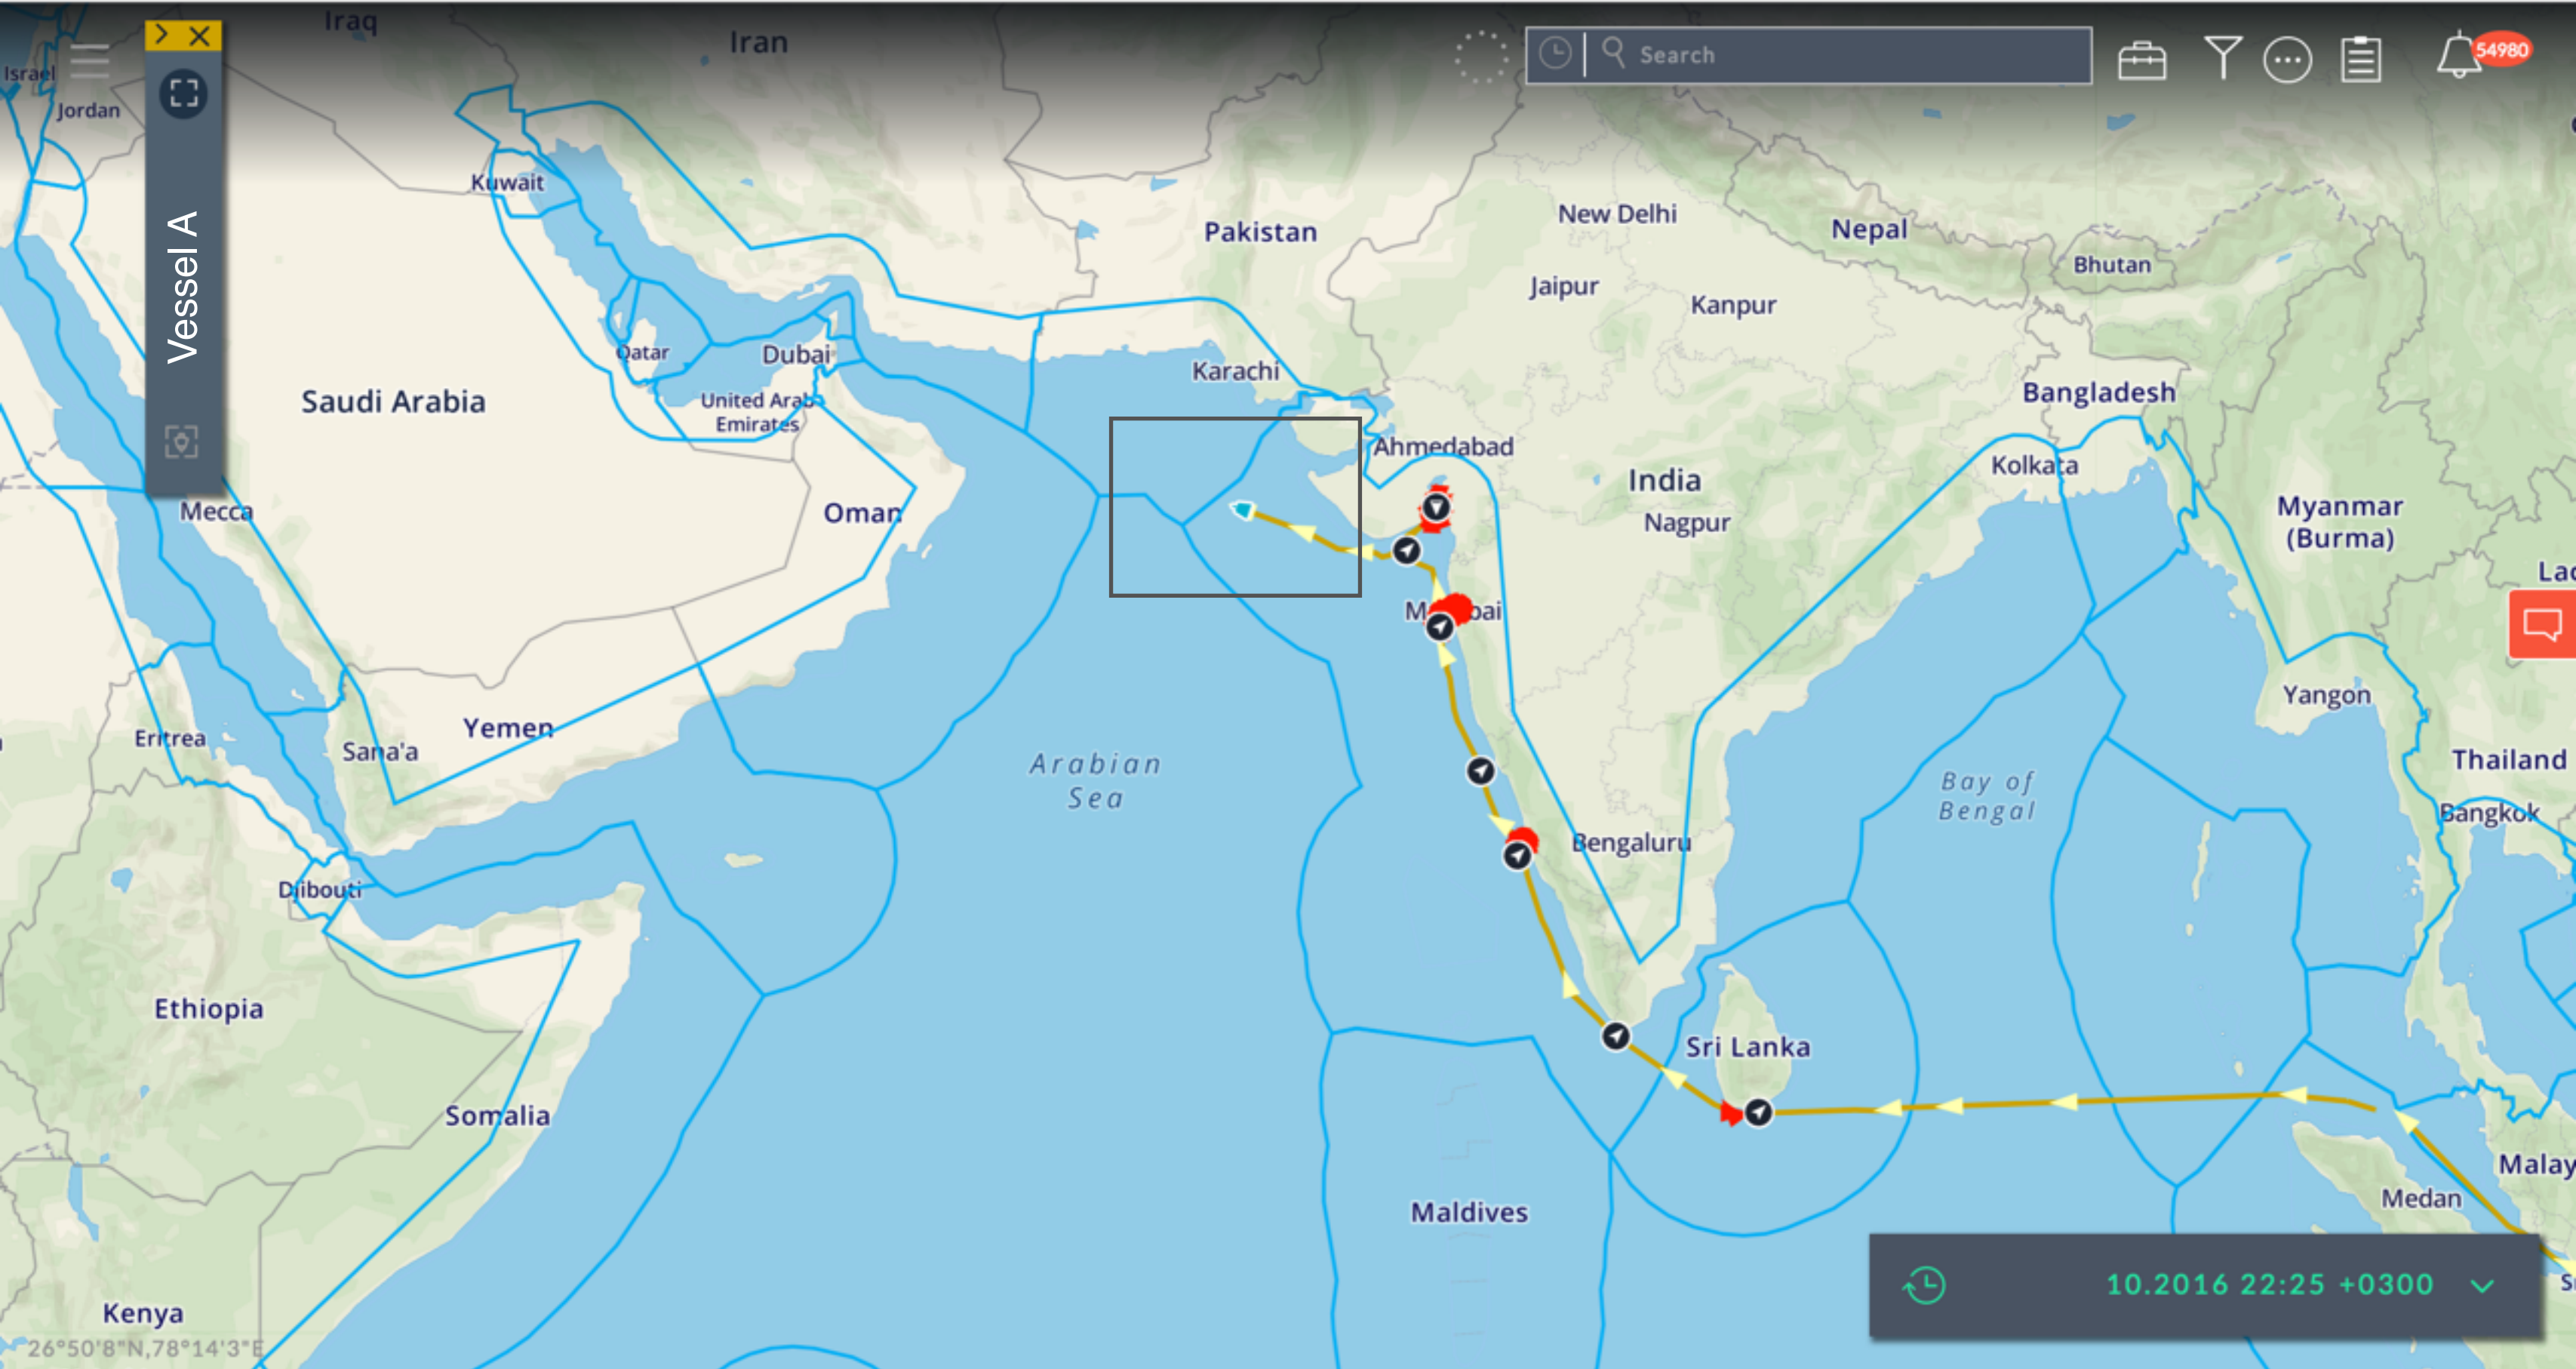 Iraq
Iran
Search
54980
Israel
Jordan
Kuwait
Pakistan
New Delhi
Nepal
Bhutan
Jaipur
Kanpur
Vessel A
Qatar
Dubai
Karachi
Saudi Arabia
United Arab
Emirates
Bangladesh
Ahmedabad
Kolkata
India
Mecca
Oman
Nagpur
Myanmar
(Burma)
Yangon
Eritrea
Yemen
Sana'a
Arabian
Sea
Bay of
Bengal
Thailand
Bangkok
Bengaluru
Djibouti
Ethiopia
Sri Lanka
Somalia
Malay
Medan
Maldives
10.2016 22:25 +0300
Kenya
26°50'8"N,78°14'3"E